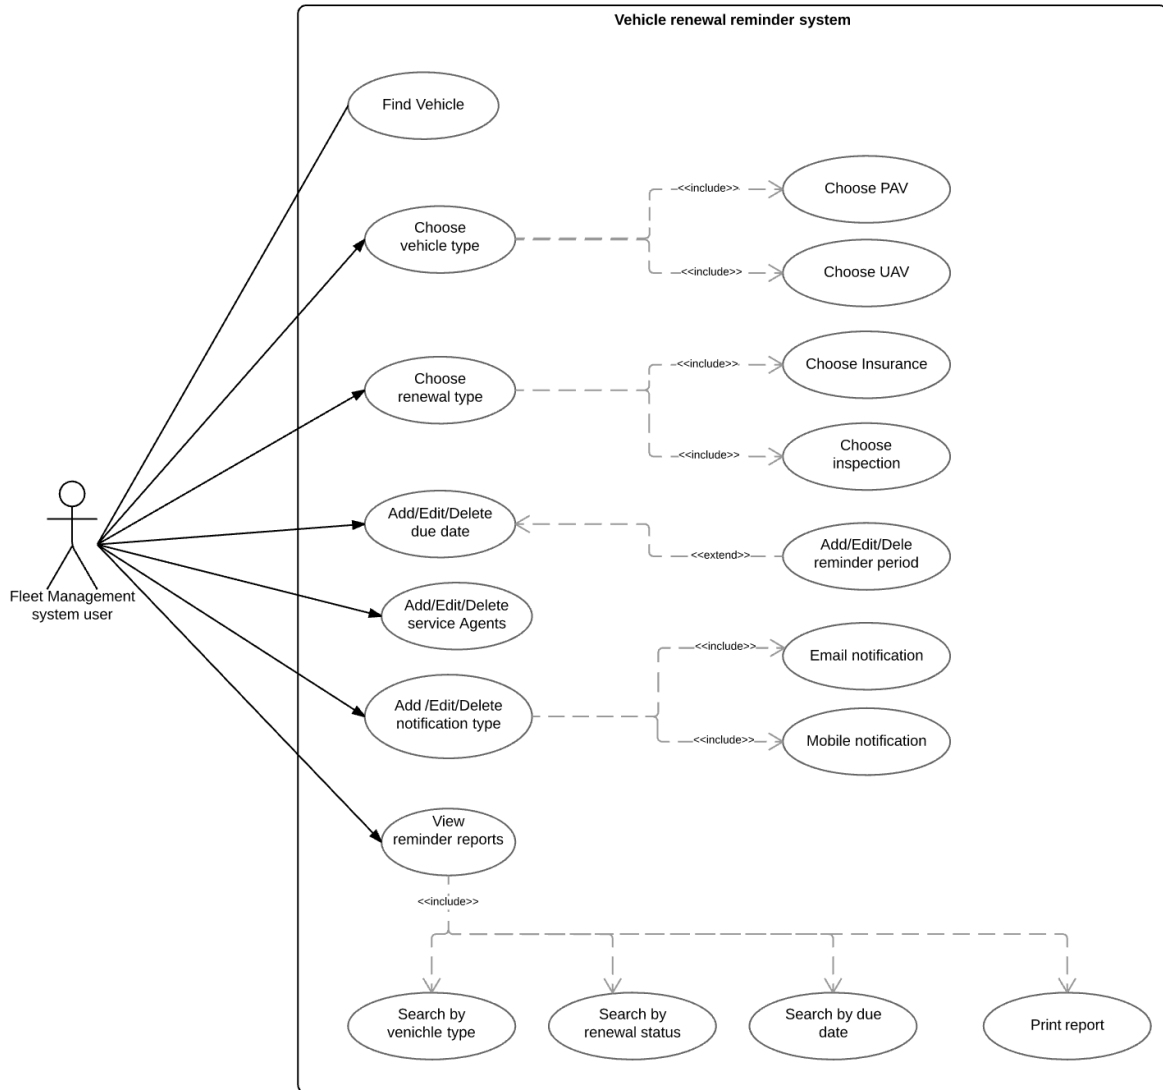 Vehicle renewal reminder system
Find Vehicle
Choose
vehicle type
<<include>>
Choose PAV
<<include>>
Choose UAV
Choose
renewal type
<<include>>
Choose Insurance
<<include>>
Choose
inspection
Fleet Management
system user
Add/Edit/Delete
due date
<<extend>>
Add/Edit/Dele
reminder period
Add/Edit/Delete
service Agents
Add /Edit/Delete
notification type
<<include>>
Email notification
<<include>>
Mobile notification
View
reminder reports
<<include>>
Search by
venichle type
Search by
renewal status
Search by due
date
Print report